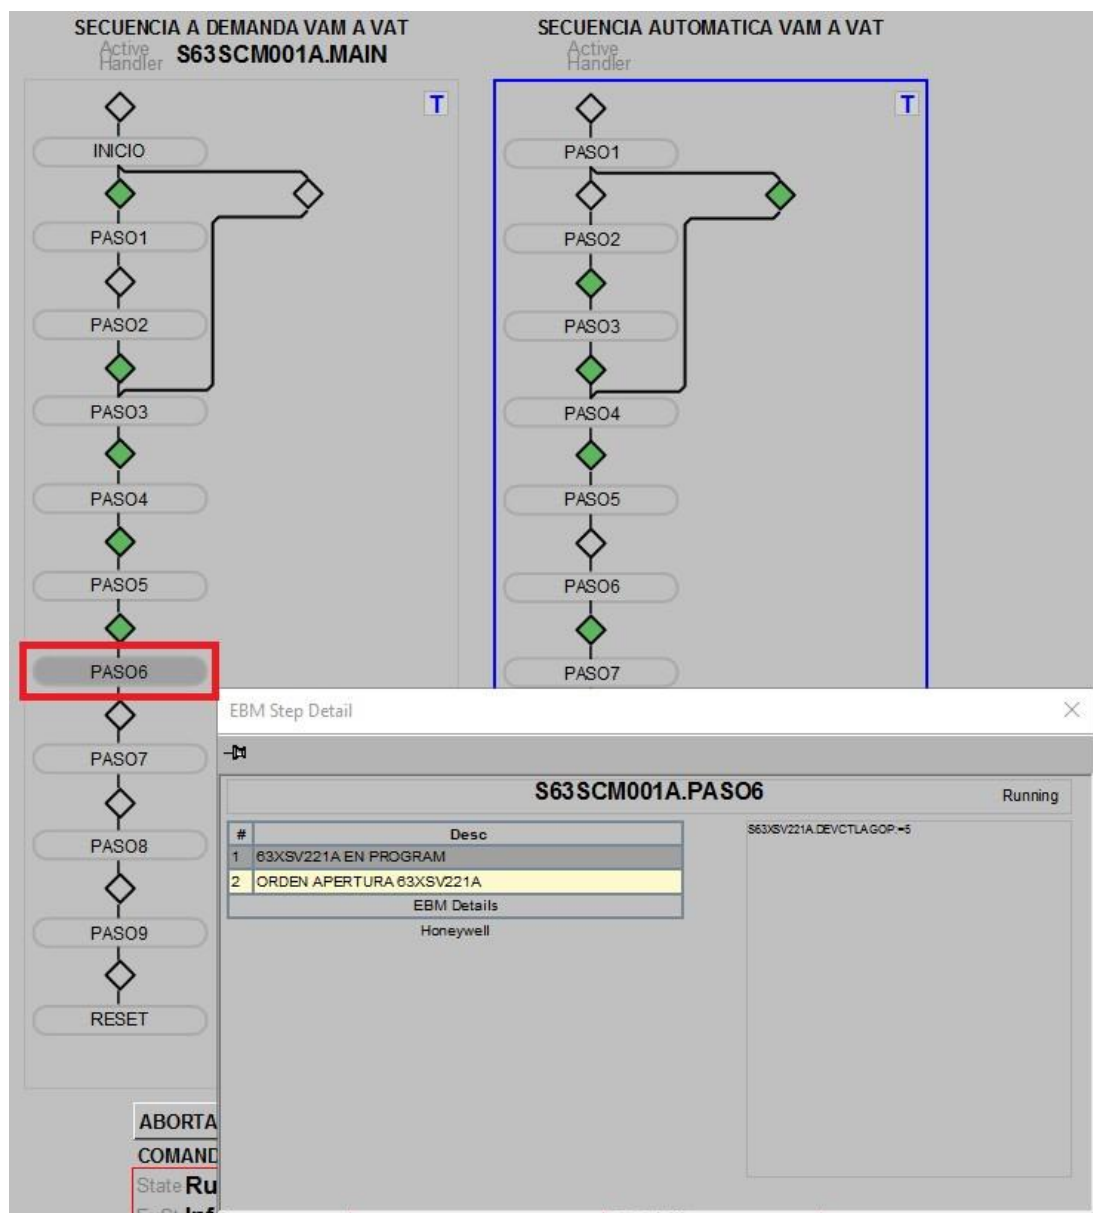 SECUENCIA A DEMANDA VAM A VAT
Active
Handler
S63SCM001A.MAIN
T
INICIO
PASO1
PASO2
PASO3
PASO4
PASO5
PASO6
PASO7
PASO8
PASO9
RESET
SECUENCIA AUTOMATICA VAM A VAT
Active
Handler
T
PASO1
PASO2
PASO3
PASO4
PASO5
PASO6
PASO7
EBM Step Detail
S63SCM001A.PASO6
Running
# Desc
1 63XSV221A EN PROGRAM
2 ORDEN APERTURA 63XSV221A
EBM Details
Honeywell
S63XSV221A.DEVCTLAGOP:=5
ABORTA
COMAND
State Ru